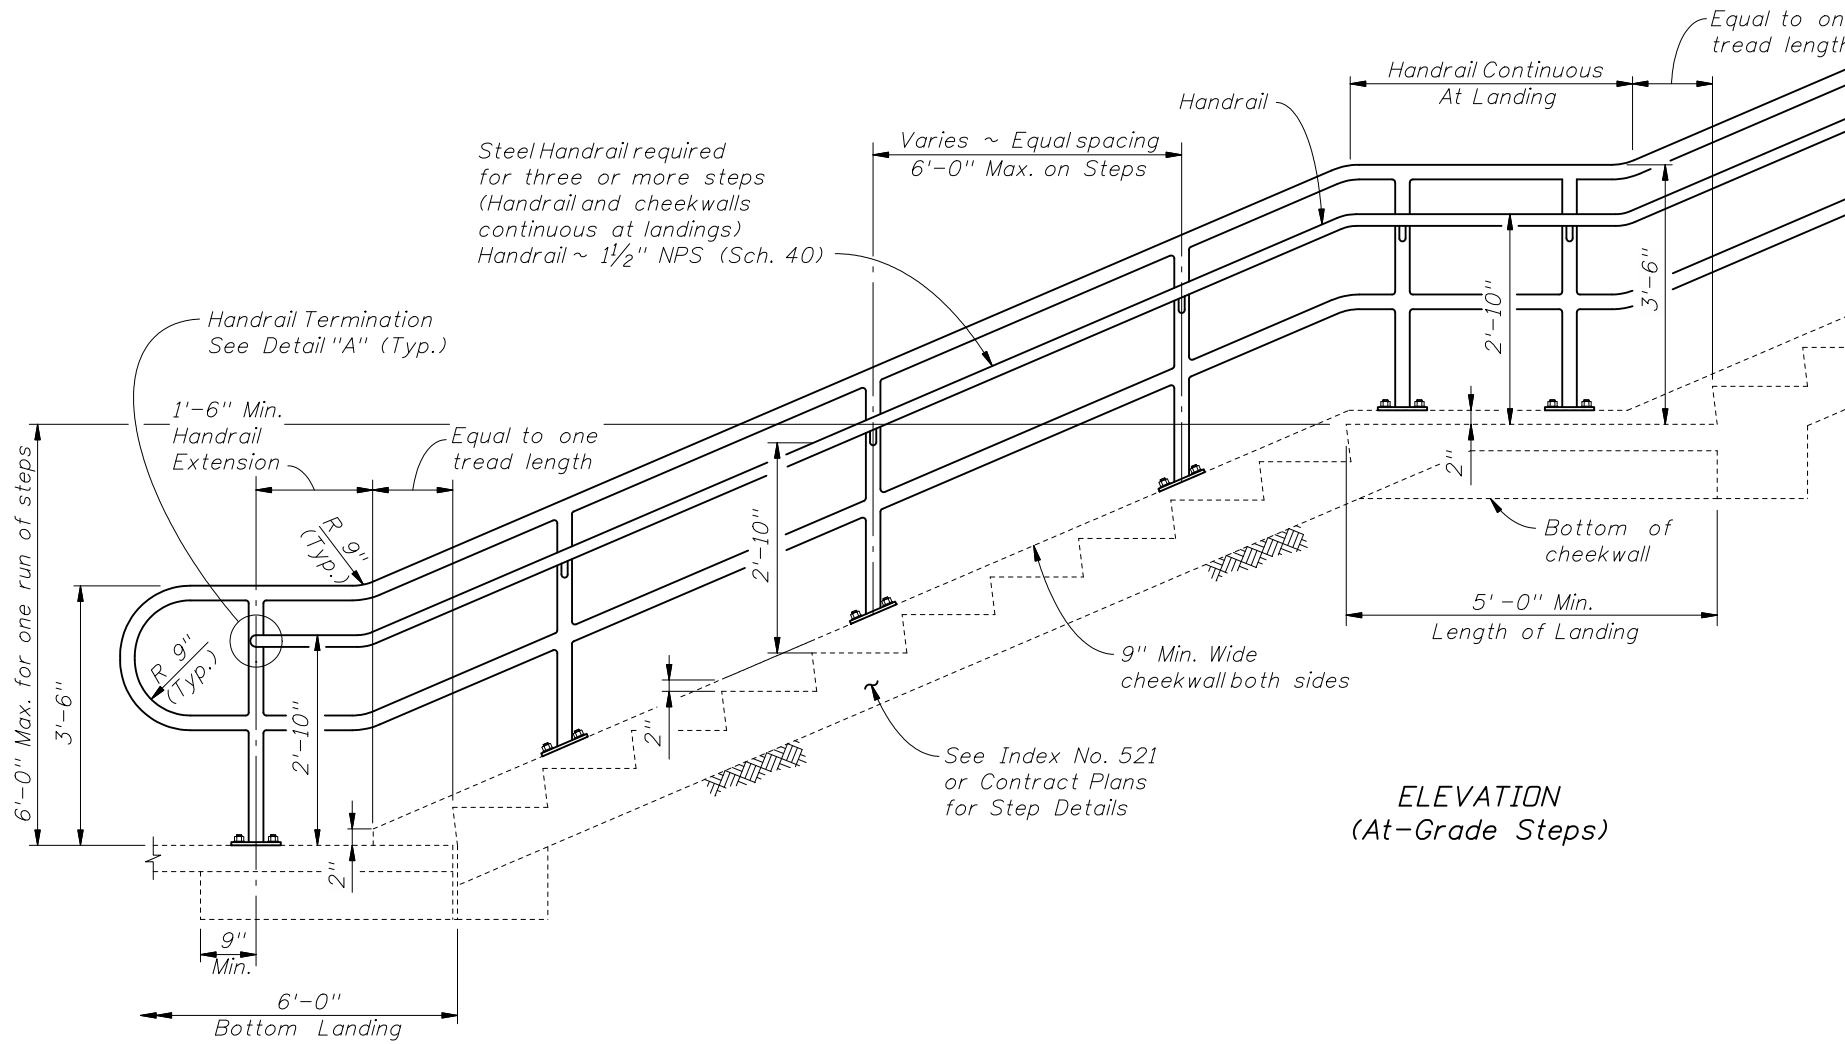 Equal to on
tread length
Handrail Continuous
At Landing
Handrail
Varies ~ Equal spacing
6'-0" Max. on Steps
Steel Handrail required
for three or more steps
(Handrail and cheekwalls
continuous at landings)
Handrail ~ 1½" NPS (Sch. 40)
Handrail Termination
See Detail "A" (Typ.)
1'-6" Min.
Handrail
Extension
Equal to one
tread length
R 9"
(Typ.)
R 9"
(Typ.)
6'-0" Max. for one run of steps
3'-6"
2'-10"
2"
2'-10"
2"
2'-10"
3'-6"
2"
Bottom of
cheekwall
5'-0" Min.
Length of Landing
9" Min. Wide
cheekwall both sides
See Index No. 521
or Contract Plans
for Step Details
ELEVATION
(At-Grade Steps)
9"
Min.
6'-0"
Bottom Landing